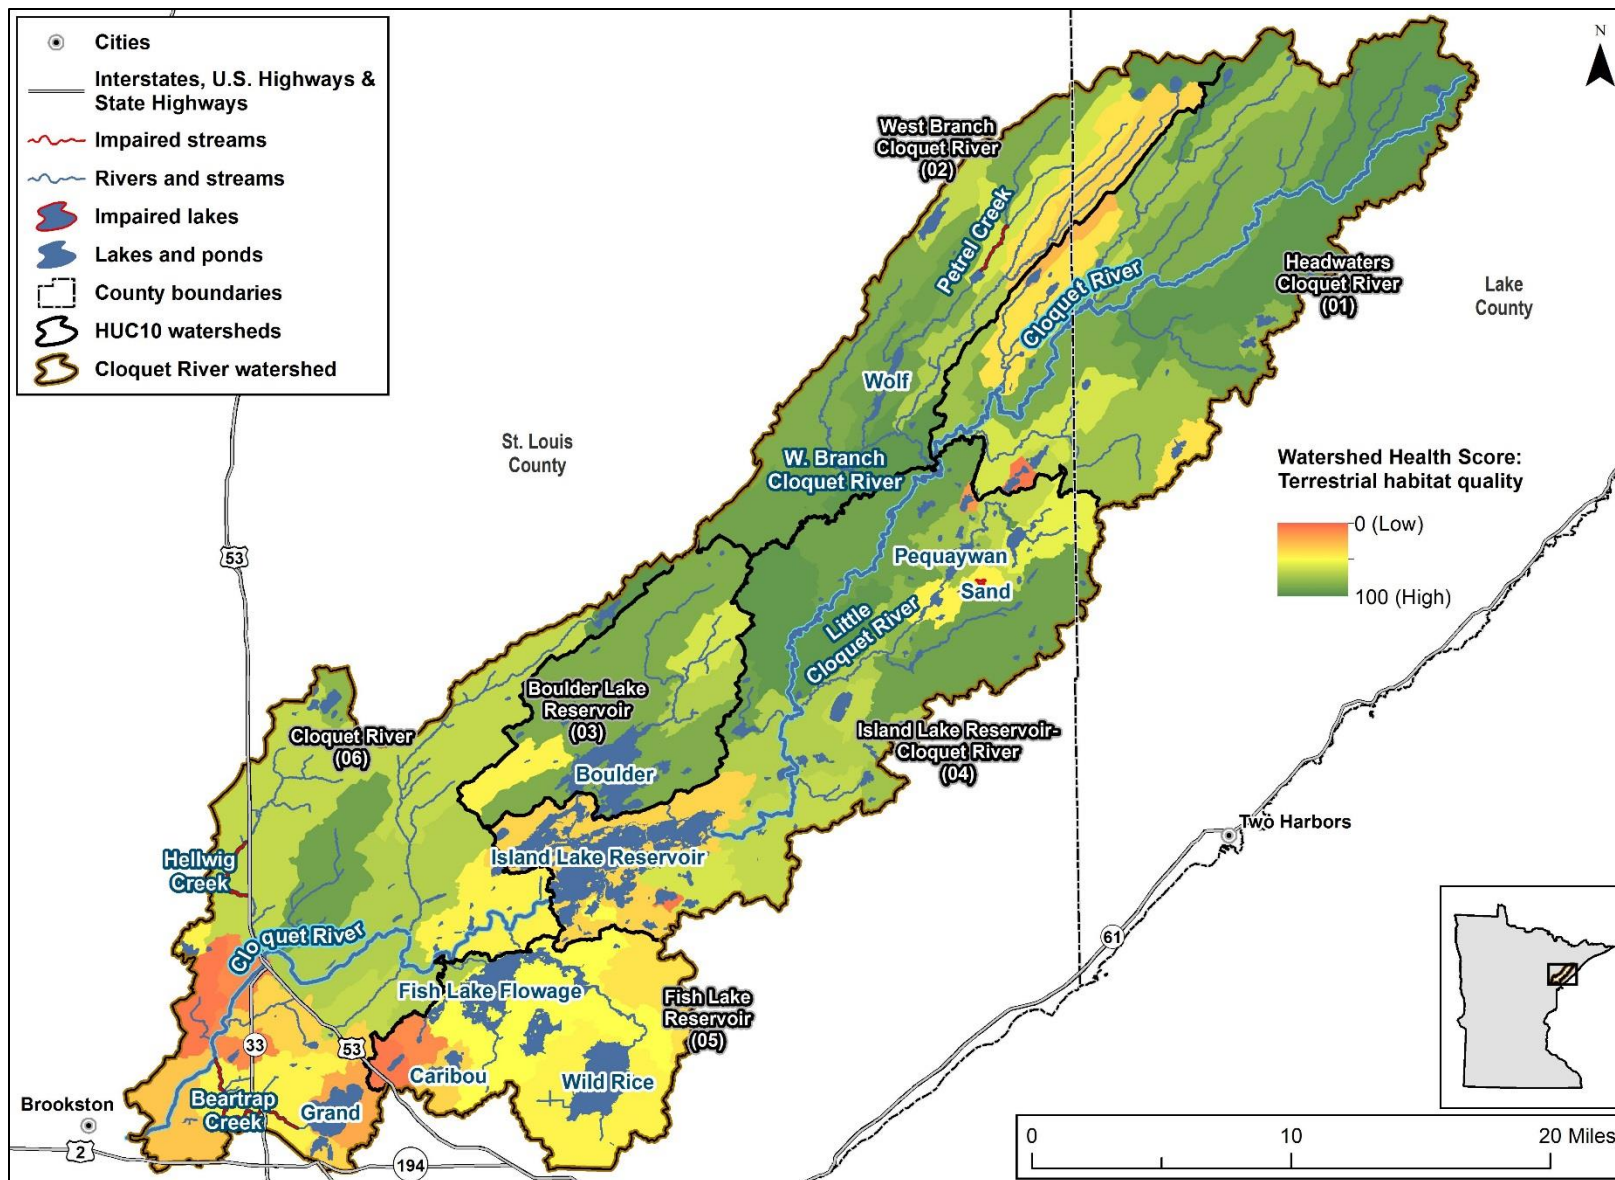 Cities
Interstates, U.S. Highways &
State Highways
Impaired streams
Rivers and streams
Impaired lakes
Lakes and ponds
County boundaries
HUC10 watersheds
Cloquet River watershed
N
West Branch
Cloquet River
(02)
Petrel Creek
Headwaters
Cloquet River
(01)
Lake
County
Cloquet River
Wolf
St. Louis
County
W. Branch
Cloquet River
Watershed Health Score:
Terrestrial habitat quality
0 (Low)
100 (High)
53
Pequaywan
Sand
Little
Cloquet River
Boulder Lake
Reservoir
(03)
Cloquet River
(06)
Island Lake Reservoir-
Cloquet River
(04)
Boulder
Two Harbors
Island Lake Reservoir
Hellwig
Creek
Cloquet River
61
Fish Lake Flowage
Fish Lake
Reservoir
(05)
33
53
Caribou
Wild Rice
Brookston
Beartrap
Creek
Grand
2
194
0
10
20 Miles